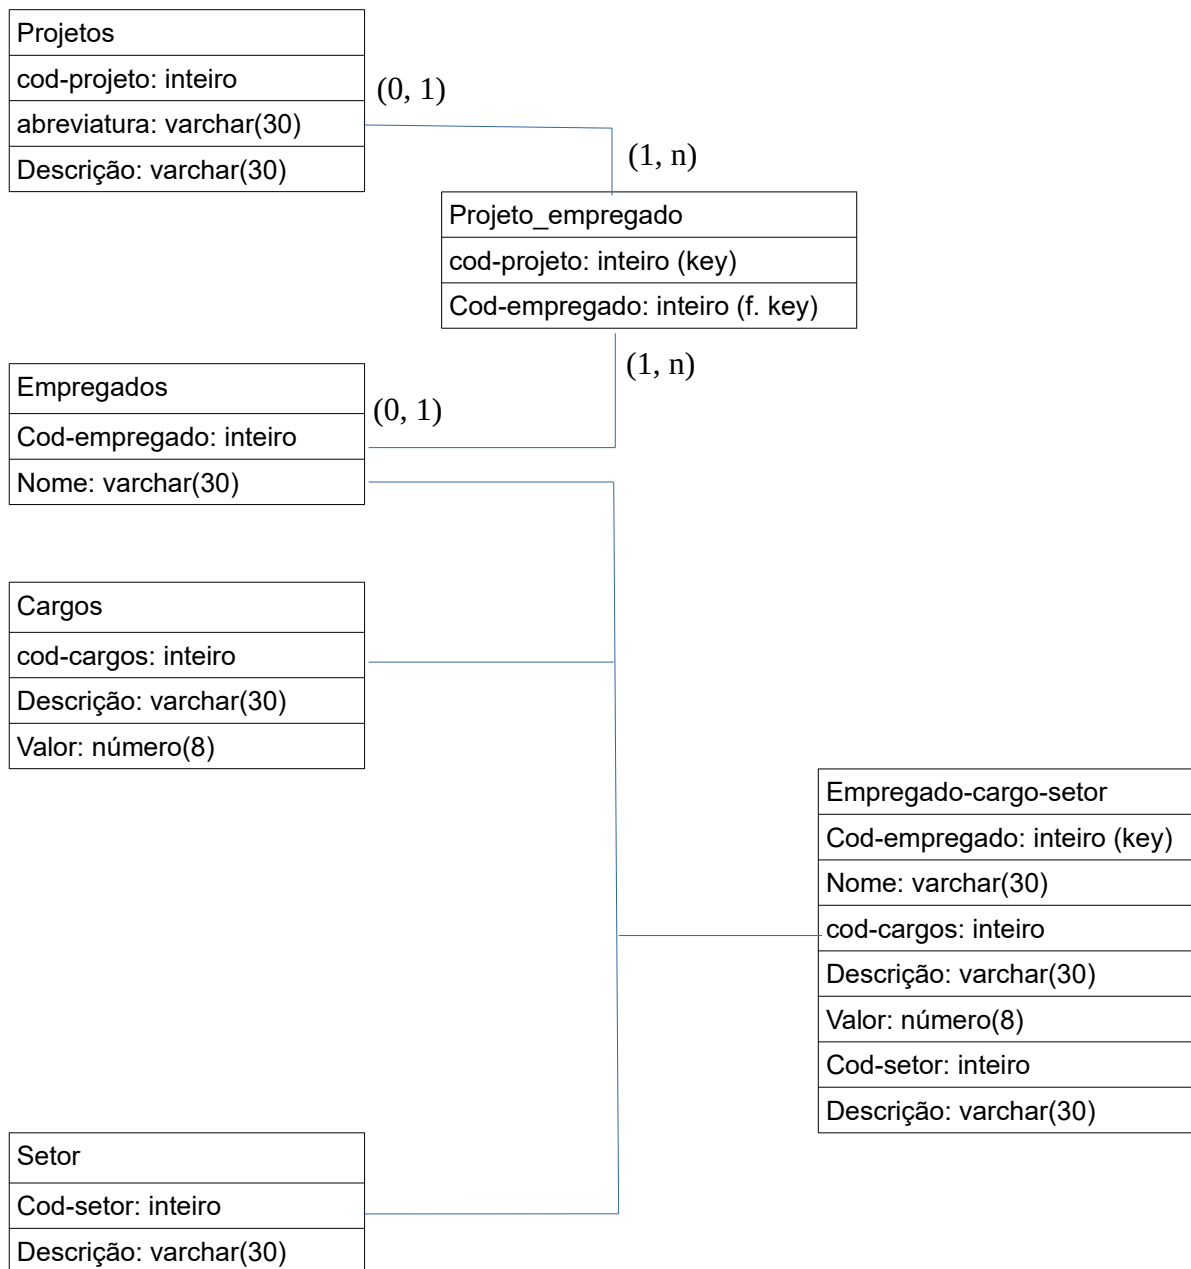 Projetos
cod-projeto: inteiro
abreviatura: varchar(30)
Descrição: varchar(30)
(0, 1)
(1, n)
Projeto_empregado
cod-projeto: inteiro (key)
Cod-empregado: inteiro (f. key)
(1, n)
Empregados
Cod-empregado: inteiro
Nome: varchar(30)
(0, 1)
Cargos
cod-cargos: inteiro
Descrição: varchar(30)
Valor: número(8)
Empregado-cargo-setor
Cod-empregado: inteiro (key)
Nome: varchar(30)
cod-cargos: inteiro
Descrição: varchar(30)
Valor: número(8)
Cod-setor: inteiro
Descrição: varchar(30)
Setor
Cod-setor: inteiro
Descrição: varchar(30)